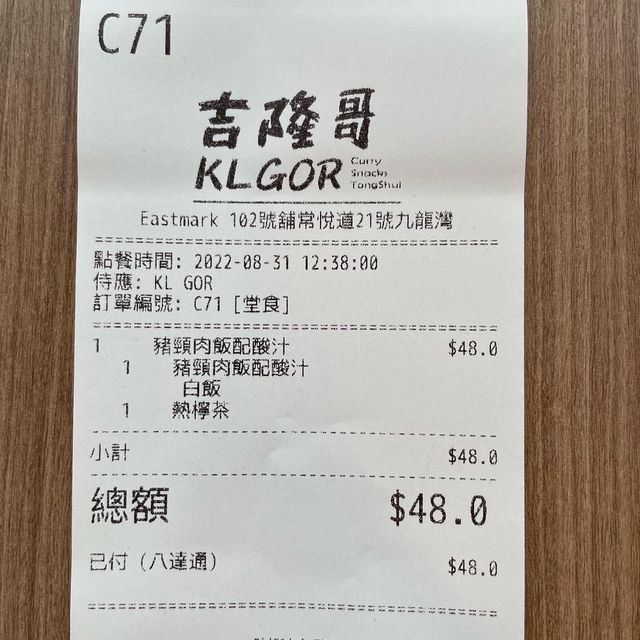 C71
吉隆哥
KLGOR
Curry
Snacks
TongShui
Eastmark 102號舖常悅道21號九龍灣
點餐時間: 2022-08-31 12:38:00
侍應: KL GOR
訂單編號: C71 [堂食]
1 豬頸肉飯配酸汁 $48.0
1 豬頸肉飯配酸汁
白飯
1 熱檸茶
小計 $48.0
總額 $48.0
已付 (八達通) $48.0